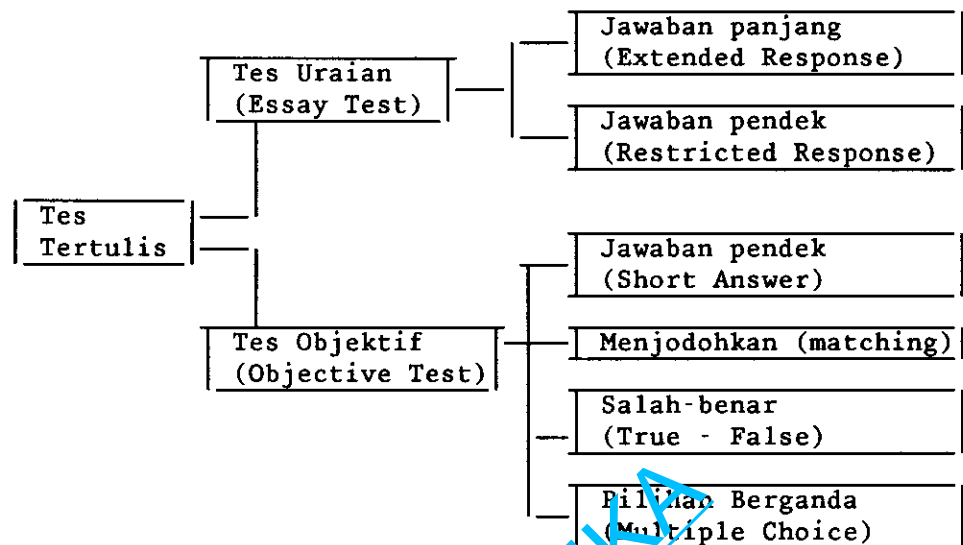 Jawaban panjang
(Extended Response)
Tes Uraian
(Essay Test)
Jawaban pendek
(Restricted Response)
Tes
Tertulis
Jawaban pendek
(Short Answer)
Tes Objektif
(Objective Test)
Menjodohkan (matching)
Salah-benar
(True - False)
Pilihan Berganda
(Multiple Choice)
KA